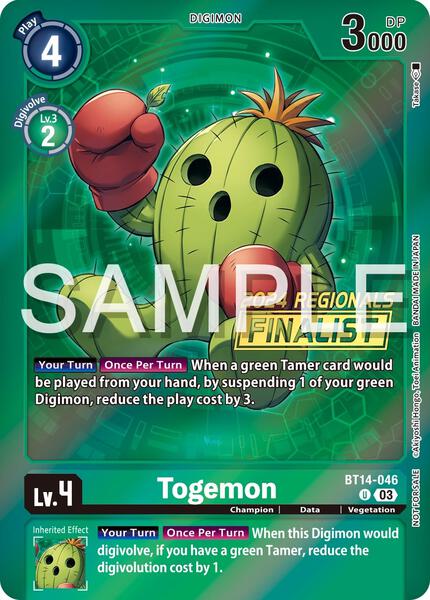 DIGIMON
Play
4
3000 DP
Digivolve
Lv.3
2
Takase
SAMPLE
2024 REGIONALS
FINALIST
Your Turn Once Per Turn When a green Tamer card would
be played from your hand, by suspending 1 of your green
Digimon, reduce the play cost by 3.
©Akiyoshi Hongo, Toei Animation BANDAI MADE IN JAPAN
NOT FOR SALE
Lv.4
Togemon
BT14-046
U 03
Champion | Data | Vegetation
Inherited Effect
Your Turn Once Per Turn When this Digimon would
digivolve, if you have a green Tamer, reduce the
digivolution cost by 1.